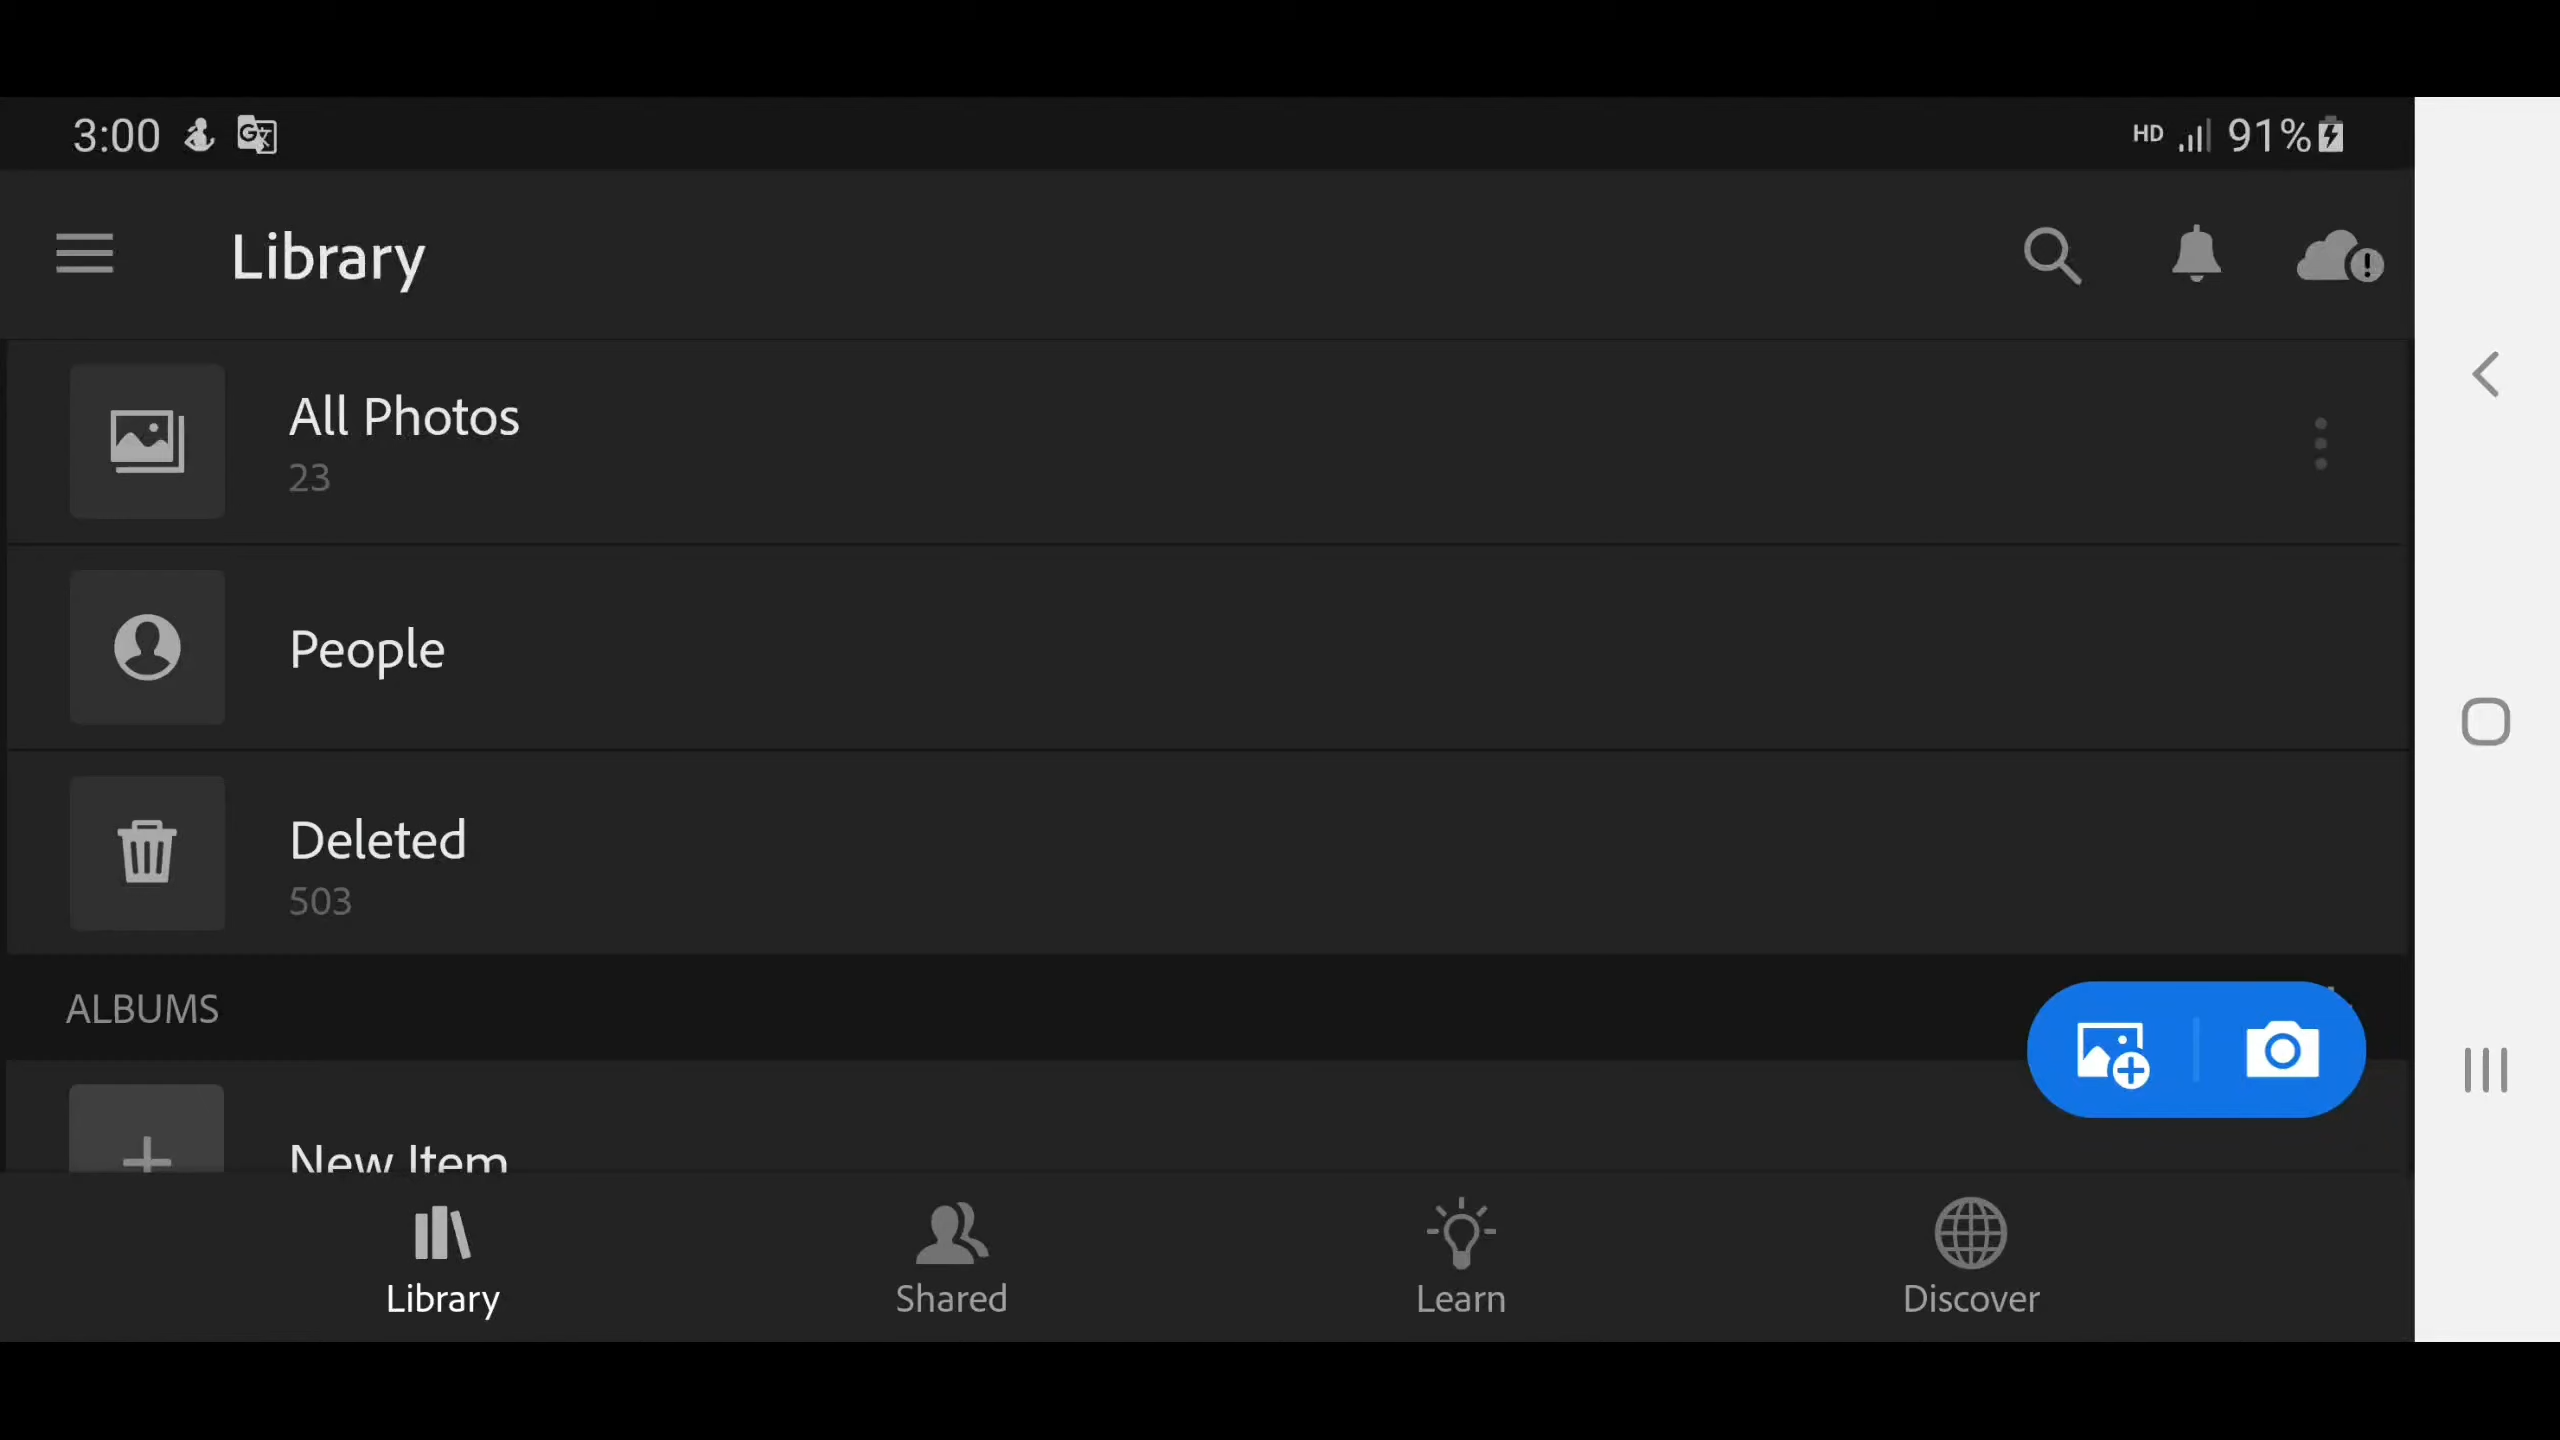 3:00
HD 91%
Library
All Photos
23
People
Deleted
503
ALBUMS
New Item
Library
Shared
Learn
Discover